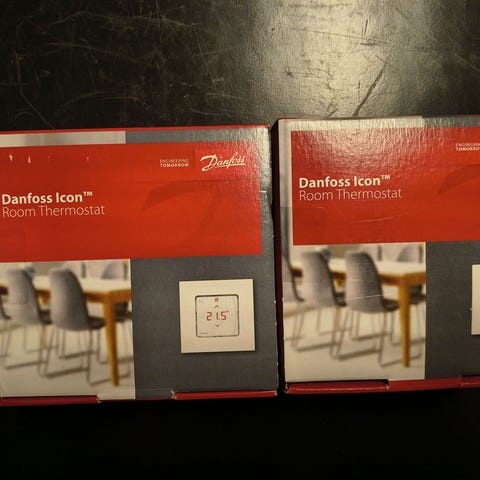 ENGINEERING
TOMORROW
Danfoss
Danfoss Icon™
Room Thermostat
21.5°
ENGINEERING
TOMORROW
Danfoss Icon™
Room Thermostat